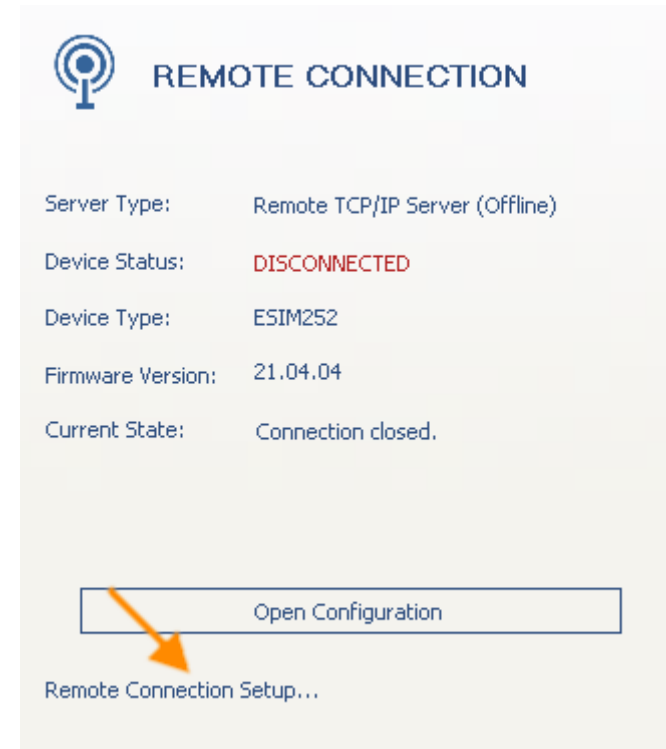 REMOTE CONNECTION
Server Type: Remote TCP/IP Server (Offline)
Device Status: DISCONNECTED
Device Type: ESIM252
Firmware Version: 21.04.04
Current State: Connection closed.
Open Configuration
Remote Connection Setup...